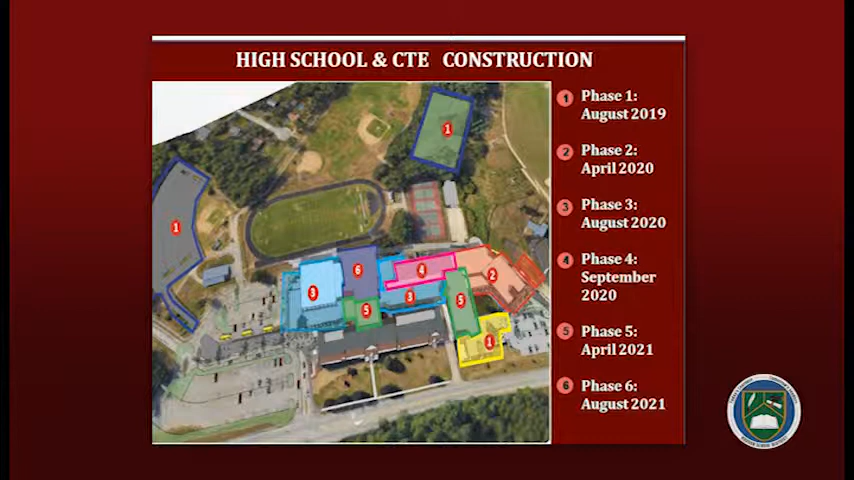 HIGH SCHOOL & CTE CONSTRUCTION
1 Phase 1:
August 2019
2 Phase 2:
April 2020
3 Phase 3:
August 2020
4 Phase 4:
September
2020
5 Phase 5:
April 2021
6 Phase 6:
August 2021
1
1
6
4
2
3
3
5
5
1